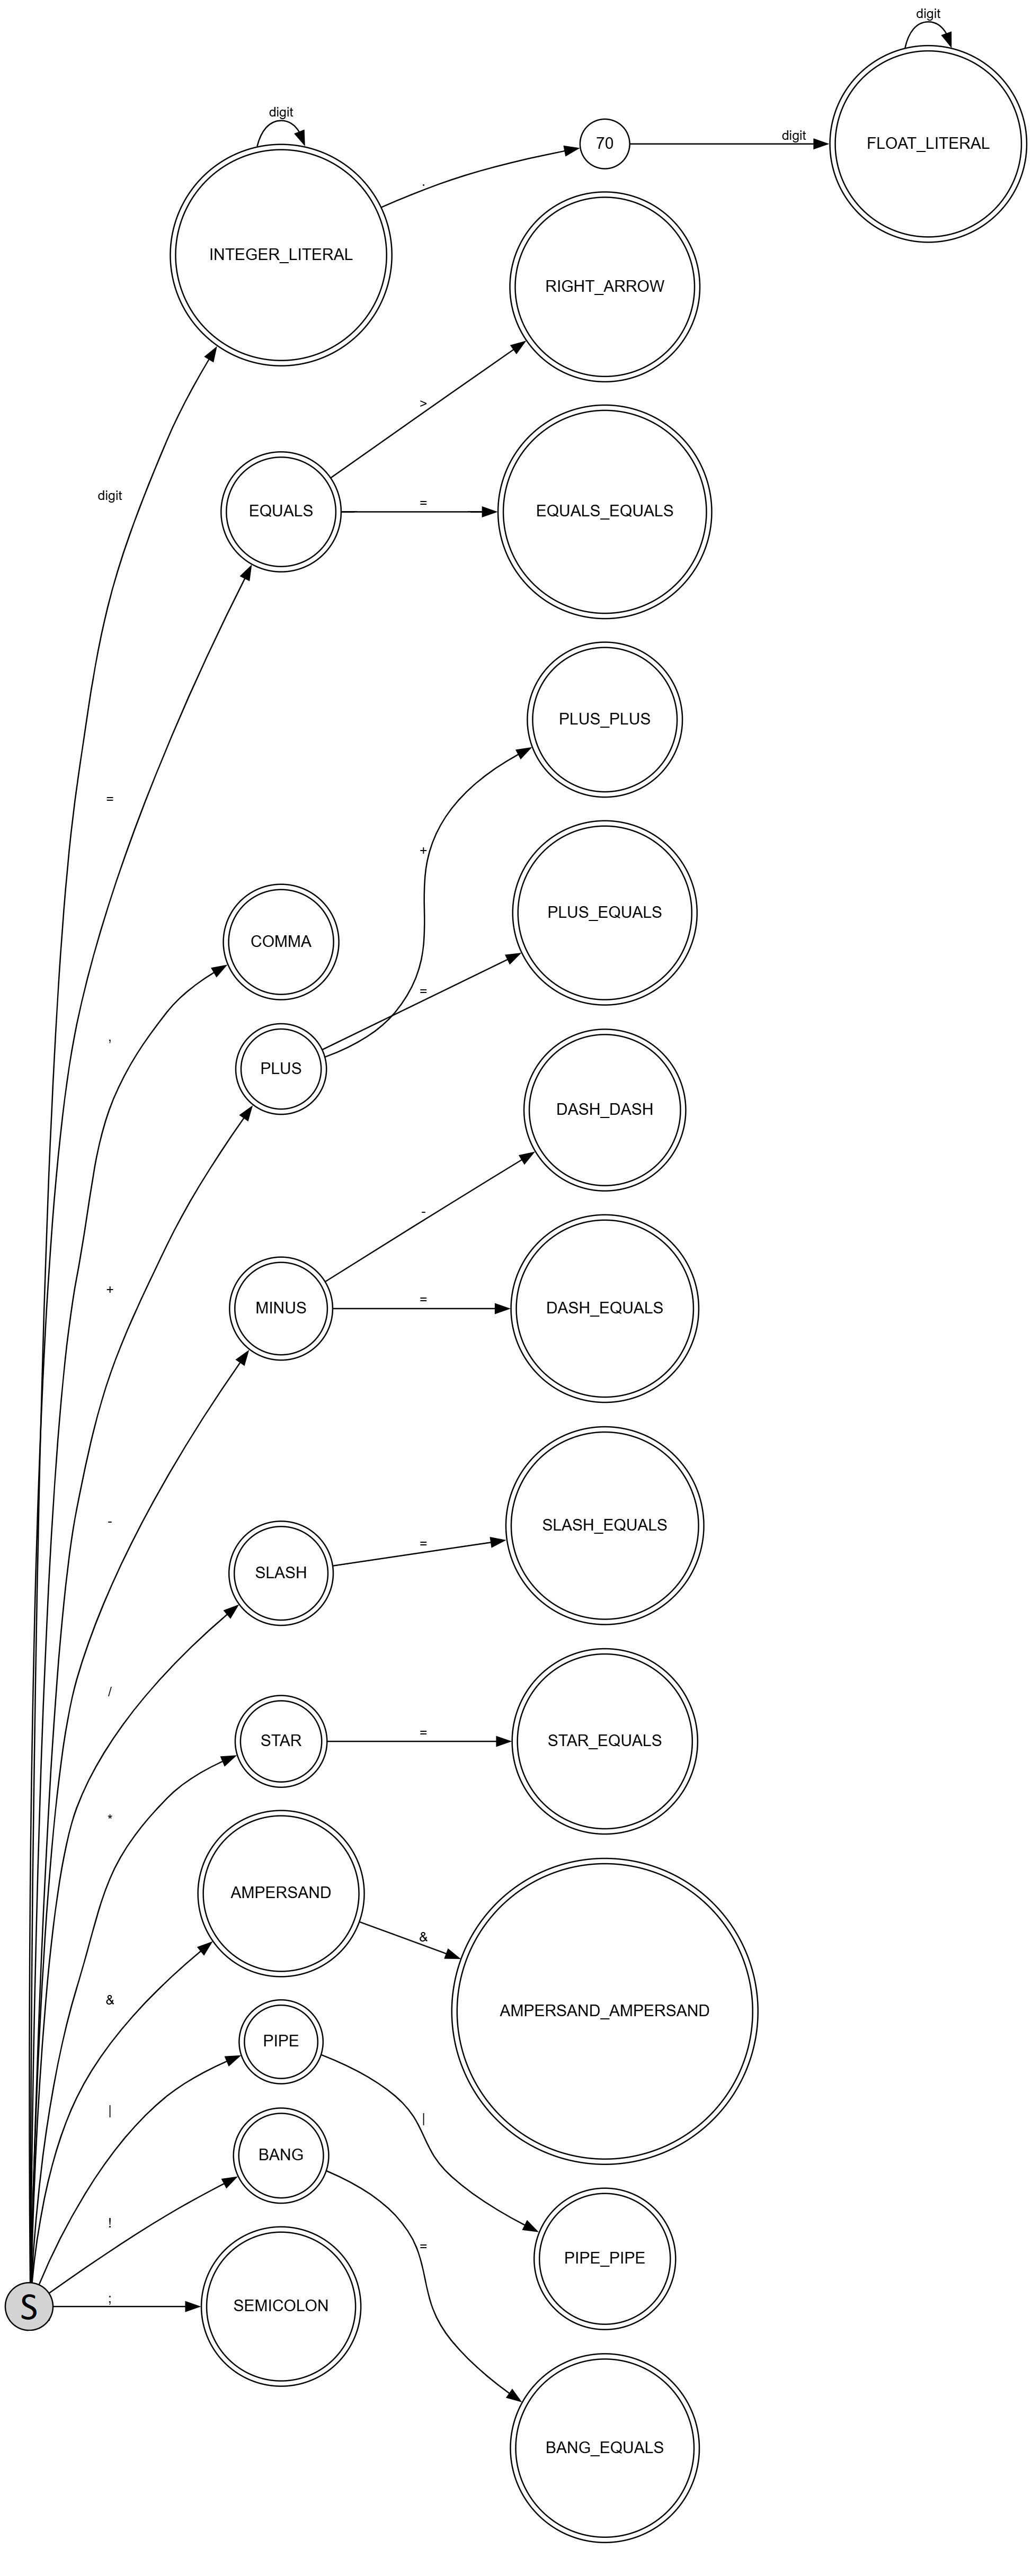 digit
digit
INTEGER_LITERAL
.
70
digit
FLOAT_LITERAL
digit
RIGHT_ARROW
>
EQUALS
=
EQUALS_EQUALS
=
PLUS_PLUS
+
PLUS_EQUALS
=
COMMA
,
PLUS
+
DASH_DASH
-
MINUS
=
DASH_EQUALS
-
SLASH
=
SLASH_EQUALS
/
STAR
=
STAR_EQUALS
*
AMPERSAND
&
AMPERSAND_AMPERSAND
&
PIPE
|
|
BANG
!
=
PIPE_PIPE
S
;
SEMICOLON
BANG_EQUALS